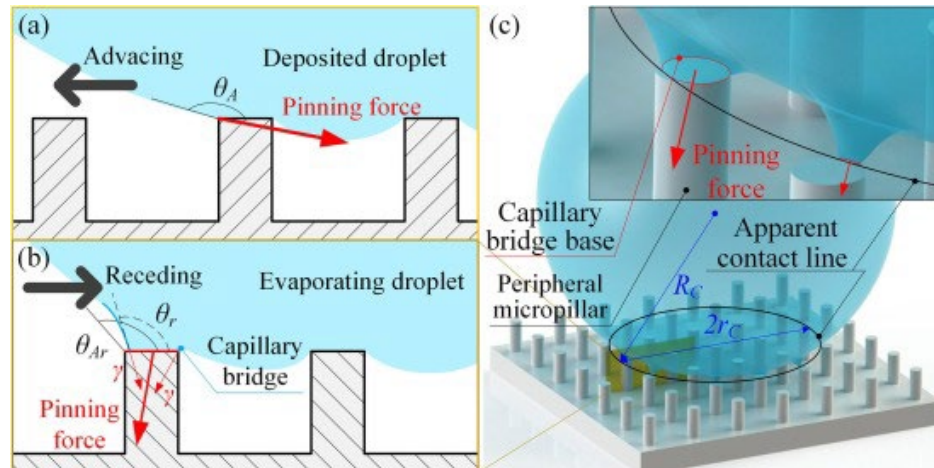 (a)
Advacing
Deposited droplet
θA
Pinning force
(b)
Receding
Evaporating droplet
θr
θAr
Capillary
bridge
γ
γ
Pinning
force
(c)
Pinning
force
Capillary
bridge base
Apparent
contact line
Peripheral
micropillar
RC
2rC